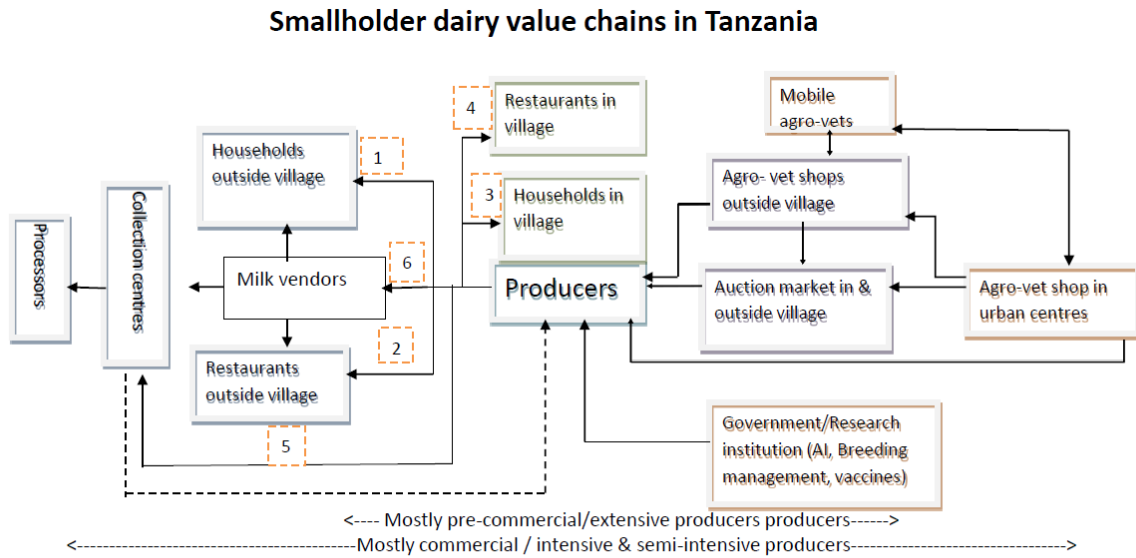 Smallholder dairy value chains in Tanzania
Processors
Collection centres
Households
outside village
1
Milk vendors
6
2
Restaurants
outside village
5
4
Restaurants in
village
3
Households in
village
Producers
Mobile
agro-vets
Agro- vet shops
outside village
Auction market in &
outside village
Agro-vet shop in
urban centres
Government/Research
institution (AI, Breeding
management, vaccines)
<---- Mostly pre-commercial/extensive producers producers------>
<-----------------------------------------Mostly commercial / intensive & semi-intensive producers--------------------------------->